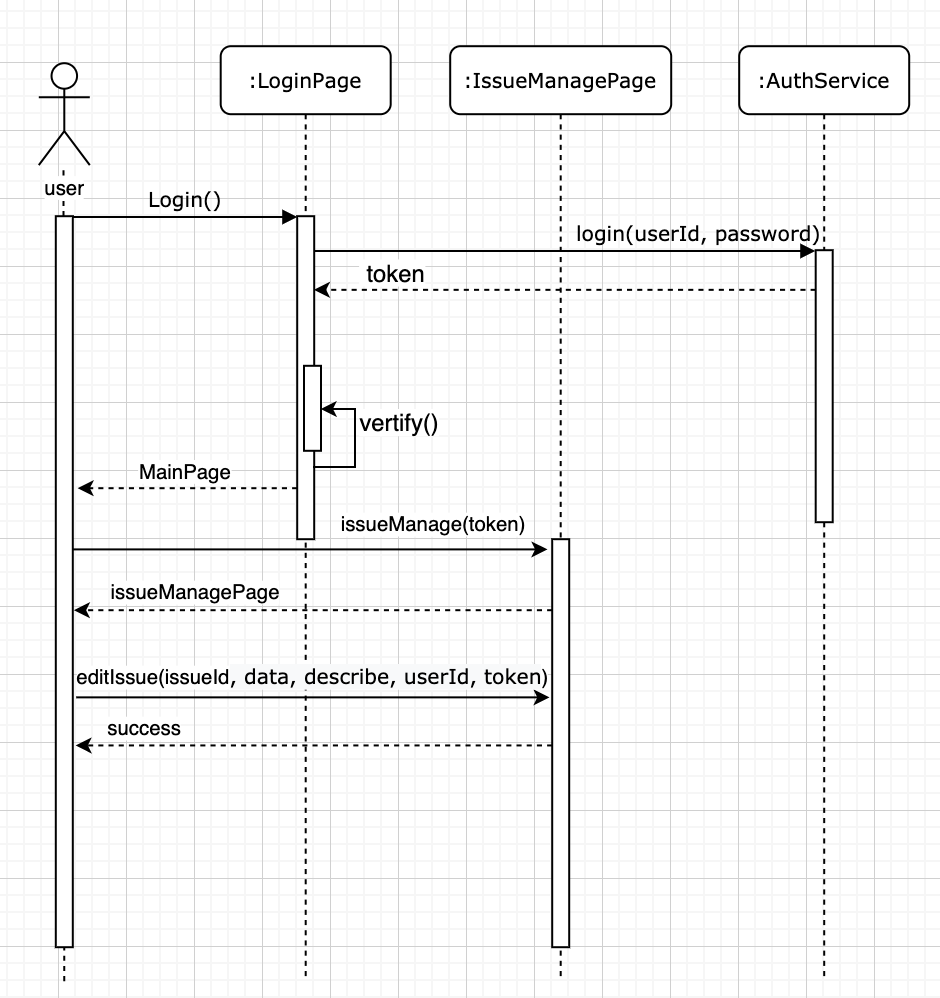 :LoginPage
:IssueManagePage
:AuthService
user
Login()
login(userId, password)
token
vertify()
MainPage
issueManage(token)
issueManagePage
editIssue(issueId, data, describe, userId, token)
success